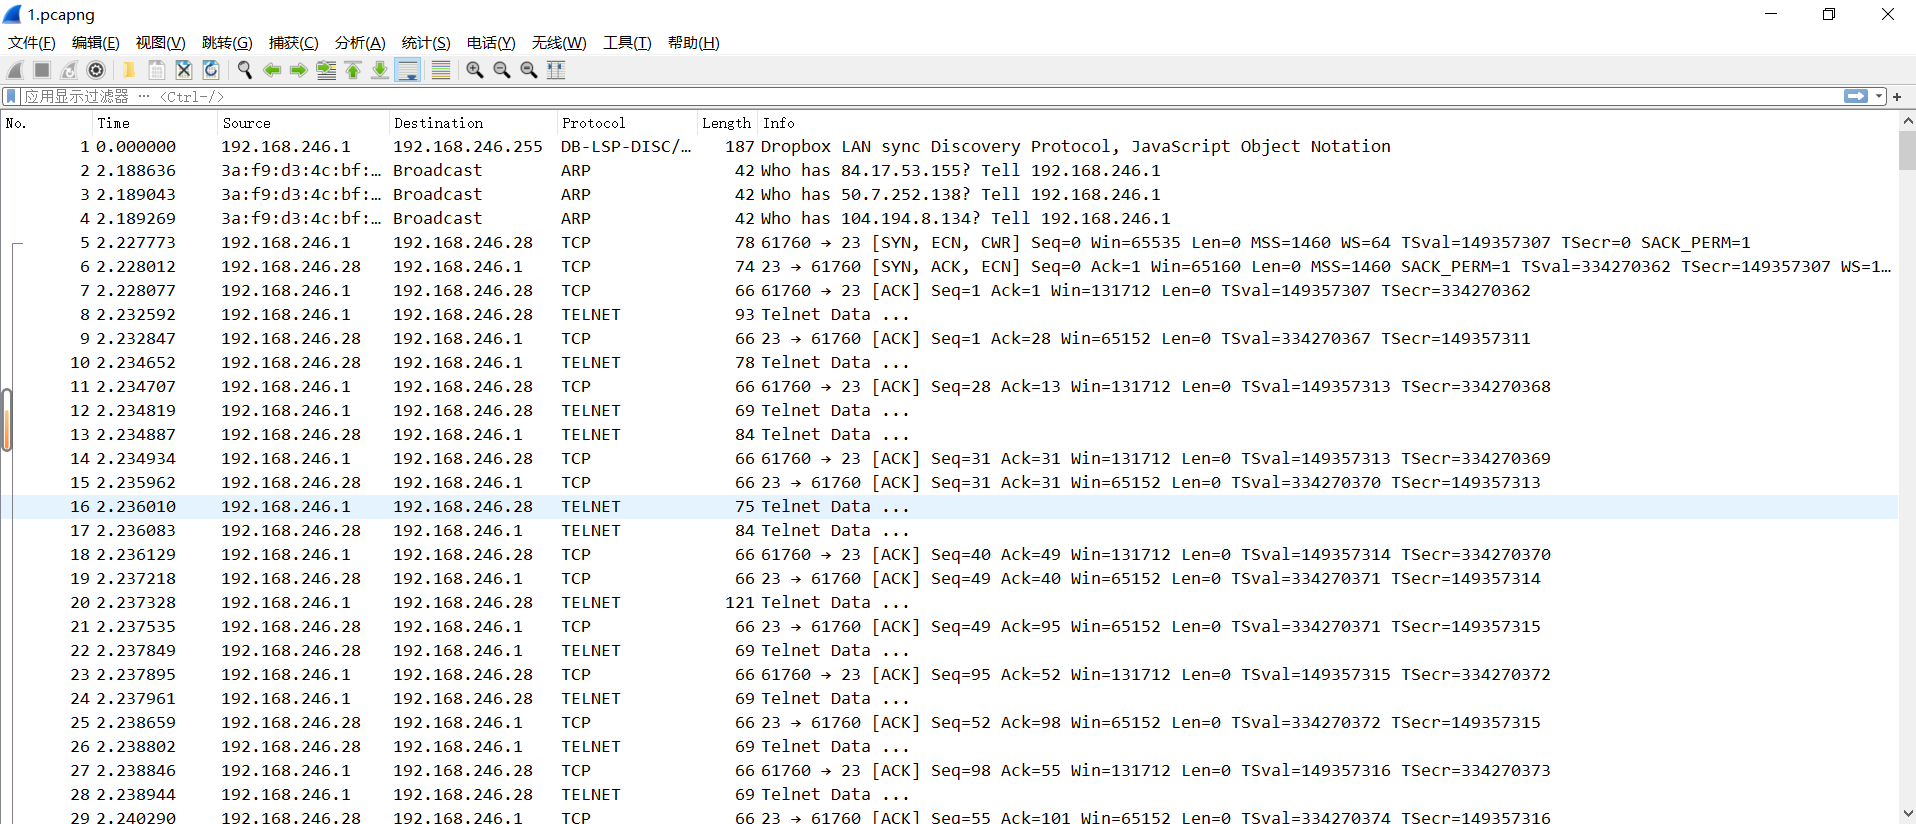 1.pcapng
文件(F) 编辑(E) 视图(V) 跳转(G) 捕获(C) 分析(A) 统计(S) 电话(Y) 无线(W) 工具(T) 帮助(H)
应用显示过滤器 … <Ctrl-/>
No. Time Source Destination Protocol Length Info
1 0.000000 192.168.246.1 192.168.246.255 DB-LSP-DISC/… 187 Dropbox LAN sync Discovery Protocol, JavaScript Object Notation
2 2.188636 3a:f9:d3:4c:bf:… Broadcast ARP 42 Who has 84.17.53.155? Tell 192.168.246.1
3 2.189043 3a:f9:d3:4c:bf:… Broadcast ARP 42 Who has 50.7.252.138? Tell 192.168.246.1
4 2.189269 3a:f9:d3:4c:bf:… Broadcast ARP 42 Who has 104.194.8.134? Tell 192.168.246.1
5 2.227773 192.168.246.1 192.168.246.28 TCP 78 61760 → 23 [SYN, ECN, CWR] Seq=0 Win=65535 Len=0 MSS=1460 WS=64 TSval=149357307 TSecr=0 SACK_PERM=1
6 2.228012 192.168.246.28 192.168.246.1 TCP 74 23 → 61760 [SYN, ACK, ECN] Seq=0 Ack=1 Win=65160 Len=0 MSS=1460 SACK_PERM=1 TSval=334270362 TSecr=149357307 WS=1…
7 2.228077 192.168.246.1 192.168.246.28 TCP 66 61760 → 23 [ACK] Seq=1 Ack=1 Win=131712 Len=0 TSval=149357307 TSecr=334270362
8 2.232592 192.168.246.1 192.168.246.28 TELNET 93 Telnet Data ...
9 2.232847 192.168.246.28 192.168.246.1 TCP 66 23 → 61760 [ACK] Seq=1 Ack=28 Win=65152 Len=0 TSval=334270367 TSecr=149357311
10 2.234652 192.168.246.28 192.168.246.1 TELNET 78 Telnet Data ...
11 2.234707 192.168.246.1 192.168.246.28 TCP 66 61760 → 23 [ACK] Seq=28 Ack=13 Win=131712 Len=0 TSval=149357313 TSecr=334270368
12 2.234819 192.168.246.1 192.168.246.28 TELNET 69 Telnet Data ...
13 2.234887 192.168.246.28 192.168.246.1 TELNET 84 Telnet Data ...
14 2.234934 192.168.246.1 192.168.246.28 TCP 66 61760 → 23 [ACK] Seq=31 Ack=31 Win=131712 Len=0 TSval=149357313 TSecr=334270369
15 2.235962 192.168.246.28 192.168.246.1 TCP 66 23 → 61760 [ACK] Seq=31 Ack=31 Win=65152 Len=0 TSval=334270370 TSecr=149357313
16 2.236010 192.168.246.1 192.168.246.28 TELNET 75 Telnet Data ...
17 2.236083 192.168.246.28 192.168.246.1 TELNET 84 Telnet Data ...
18 2.236129 192.168.246.1 192.168.246.28 TCP 66 61760 → 23 [ACK] Seq=40 Ack=49 Win=131712 Len=0 TSval=149357314 TSecr=334270370
19 2.237218 192.168.246.28 192.168.246.1 TCP 66 23 → 61760 [ACK] Seq=49 Ack=40 Win=65152 Len=0 TSval=334270371 TSecr=149357314
20 2.237328 192.168.246.1 192.168.246.28 TELNET 121 Telnet Data ...
21 2.237535 192.168.246.28 192.168.246.1 TCP 66 23 → 61760 [ACK] Seq=49 Ack=95 Win=65152 Len=0 TSval=334270371 TSecr=149357315
22 2.237849 192.168.246.28 192.168.246.1 TELNET 69 Telnet Data ...
23 2.237895 192.168.246.1 192.168.246.28 TCP 66 61760 → 23 [ACK] Seq=95 Ack=52 Win=131712 Len=0 TSval=149357315 TSecr=334270372
24 2.237961 192.168.246.1 192.168.246.28 TELNET 69 Telnet Data ...
25 2.238659 192.168.246.28 192.168.246.1 TCP 66 23 → 61760 [ACK] Seq=52 Ack=98 Win=65152 Len=0 TSval=334270372 TSecr=149357315
26 2.238802 192.168.246.28 192.168.246.1 TELNET 69 Telnet Data ...
27 2.238846 192.168.246.1 192.168.246.28 TCP 66 61760 → 23 [ACK] Seq=98 Ack=55 Win=131712 Len=0 TSval=149357316 TSecr=334270373
28 2.238944 192.168.246.1 192.168.246.28 TELNET 69 Telnet Data ...
29 2.240290 192.168.246.28 192.168.246.1 TCP 66 23 → 61760 [ACK] Seq=55 Ack=101 Win=65152 Len=0 TSval=334270374 TSecr=149357316